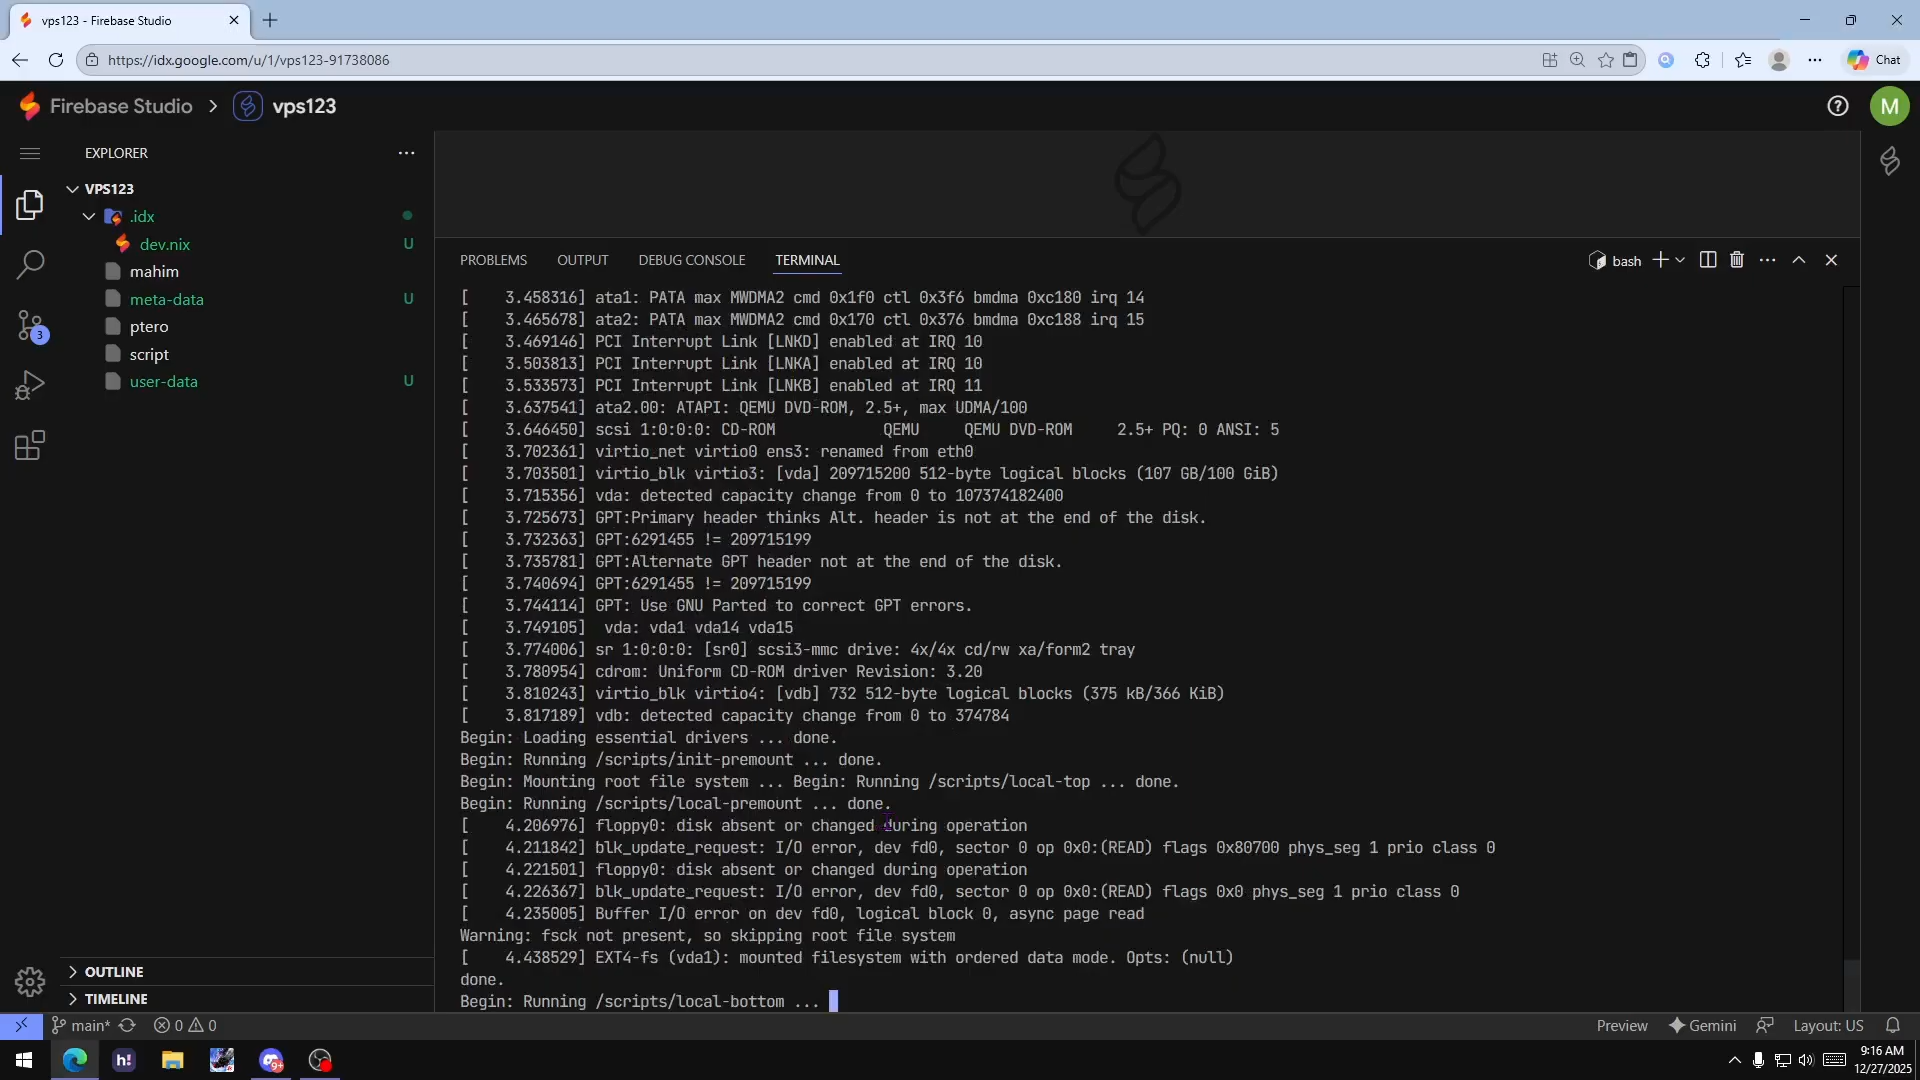 vps123 - Firebase Studio
https://idx.google.com/u/1/vps123-91738086
Chat
Firebase Studio > vps123
M
EXPLORER
VPS123
.idx
dev.nix U
mahim
meta-data U
ptero
script
user-data U
3
OUTLINE
TIMELINE
PROBLEMS OUTPUT DEBUG CONSOLE TERMINAL
bash
[    3.458316] ata1: PATA max MWDMA2 cmd 0x1f0 ctl 0x3f6 bmdma 0xc180 irq 14
[    3.465678] ata2: PATA max MWDMA2 cmd 0x170 ctl 0x376 bmdma 0xc188 irq 15
[    3.469146] PCI Interrupt Link [LNKD] enabled at IRQ 10
[    3.503813] PCI Interrupt Link [LNKA] enabled at IRQ 10
[    3.533573] PCI Interrupt Link [LNKB] enabled at IRQ 11
[    3.637541] ata2.00: ATAPI: QEMU DVD-ROM, 2.5+, max UDMA/100
[    3.646450] scsi 1:0:0:0: CD-ROM            QEMU     QEMU DVD-ROM     2.5+ PQ: 0 ANSI: 5
[    3.702361] virtio_net virtio0 ens3: renamed from eth0
[    3.703501] virtio_blk virtio3: [vda] 209715200 512-byte logical blocks (107 GB/100 GiB)
[    3.715356] vda: detected capacity change from 0 to 107374182400
[    3.725673] GPT:Primary header thinks Alt. header is not at the end of the disk.
[    3.732363] GPT:6291455 != 209715199
[    3.735781] GPT:Alternate GPT header not at the end of the disk.
[    3.740694] GPT:6291455 != 209715199
[    3.744114] GPT: Use GNU Parted to correct GPT errors.
[    3.749105]  vda: vda1 vda14 vda15
[    3.774006] sr 1:0:0:0: [sr0] scsi3-mmc drive: 4x/4x cd/rw xa/form2 tray
[    3.780954] cdrom: Uniform CD-ROM driver Revision: 3.20
[    3.810243] virtio_blk virtio4: [vdb] 732 512-byte logical blocks (375 kB/366 KiB)
[    3.817189] vdb: detected capacity change from 0 to 374784
Begin: Loading essential drivers ... done.
Begin: Running /scripts/init-premount ... done.
Begin: Mounting root file system ... Begin: Running /scripts/local-top ... done.
Begin: Running /scripts/local-premount ... done.
[    4.206976] floppy0: disk absent or changed during operation
[    4.211842] blk_update_request: I/O error, dev fd0, sector 0 op 0x0:(READ) flags 0x80700 phys_seg 1 prio class 0
[    4.221501] floppy0: disk absent or changed during operation
[    4.226367] blk_update_request: I/O error, dev fd0, sector 0 op 0x0:(READ) flags 0x0 phys_seg 1 prio class 0
[    4.235005] Buffer I/O error on dev fd0, logical block 0, async page read
Warning: fsck not present, so skipping root file system
[    4.438529] EXT4-fs (vda1): mounted filesystem with ordered data mode. Opts: (null)
done.
Begin: Running /scripts/local-bottom ...
main* 0 0 Preview Gemini Layout: US
h! 9+
9:16 AM
12/27/2025